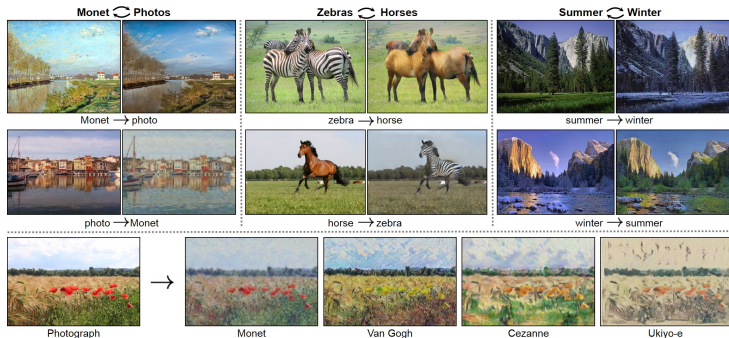 Monet ⟳ Photos
Zebras ⟳ Horses
Summer ⟳ Winter
Monet → photo
zebra → horse
summer → winter
photo → Monet
horse → zebra
winter → summer
Photograph
Monet
Van Gogh
Cezanne
Ukiyo-e